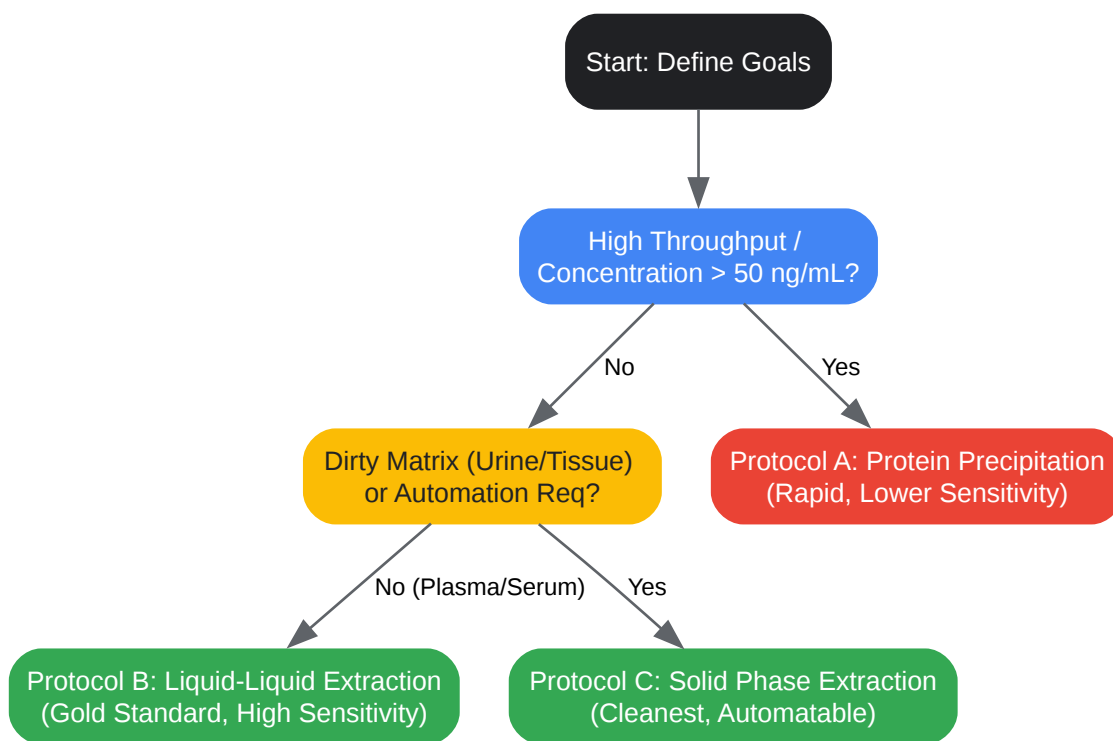 Start: Define Goals
High Throughput /
Concentration > 50 ng/mL?
No
Yes
Dirty Matrix (Urine/Tissue)
or Automation Req?
Protocol A: Protein Precipitation
(Rapid, Lower Sensitivity)
No (Plasma/Serum)
Yes
Protocol B: Liquid-Liquid Extraction
(Gold Standard, High Sensitivity)
Protocol C: Solid Phase Extraction
(Cleanest, Automatable)